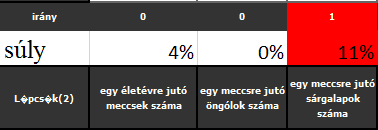 irány 0 0 1
súly 4% 0% 11%
L�pcs�k(2) egy életévre jutó meccsek száma egy meccsre jutó öngólok száma egy meccsre jutó sárgalapok száma